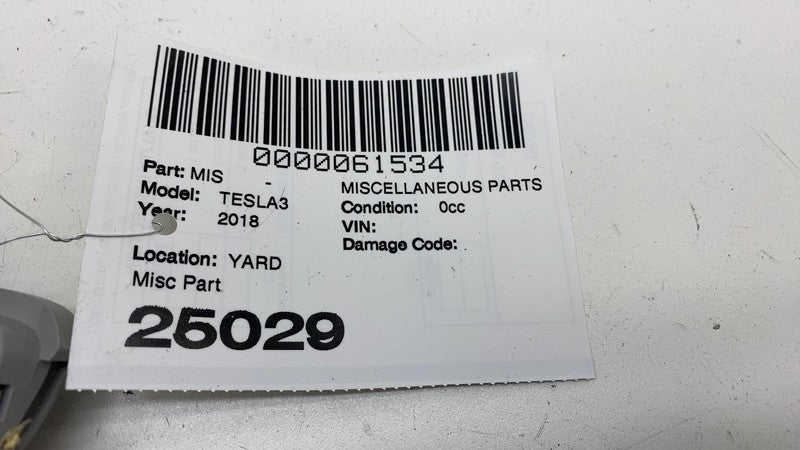 0000061534
Part: MIS - MISCELLANEOUS PARTS
Model: TESLA3 Condition: 0cc
Year: 2018 VIN:
Damage Code:
Location: YARD
Misc Part
25029